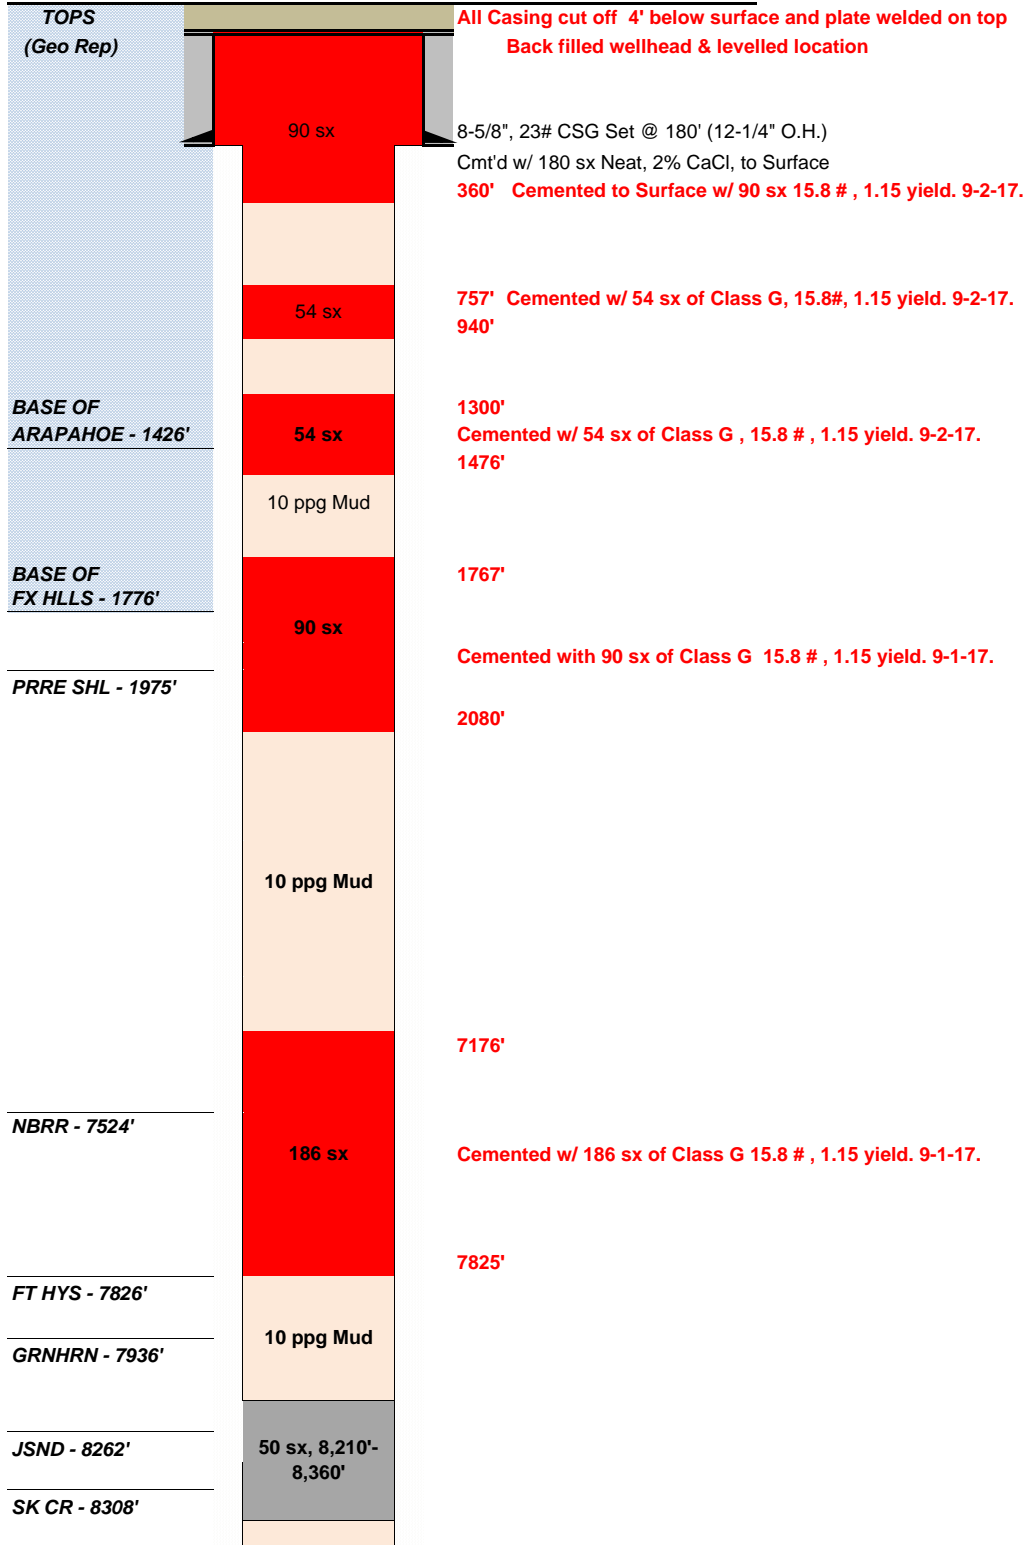 TOPS
(Geo Rep)
All Casing cut off 4' below surface and plate welded on top
Back filled wellhead & levelled location
90 sx
8-5/8", 23# CSG Set @ 180' (12-1/4" O.H.)
Cmt'd w/ 180 sx Neat, 2% CaCl, to Surface
360' Cemented to Surface w/ 90 sx 15.8 # , 1.15 yield. 9-2-17.
757' Cemented w/ 54 sx of Class G, 15.8#, 1.15 yield. 9-2-17.
54 sx
940'
BASE OF
ARAPAHOE - 1426'
1300'
54 sx
Cemented w/ 54 sx of Class G , 15.8 # , 1.15 yield. 9-2-17.
1476'
10 ppg Mud
BASE OF
FX HLLS - 1776'
1767'
90 sx
Cemented with 90 sx of Class G 15.8 # , 1.15 yield. 9-1-17.
PRRE SHL - 1975'
2080'
10 ppg Mud
7176'
NBRR - 7524'
186 sx
Cemented w/ 186 sx of Class G 15.8 # , 1.15 yield. 9-1-17.
7825'
FT HYS - 7826'
10 ppg Mud
GRNHRN - 7936'
JSND - 8262'
50 sx, 8,210'-
8,360'
SK CR - 8308'